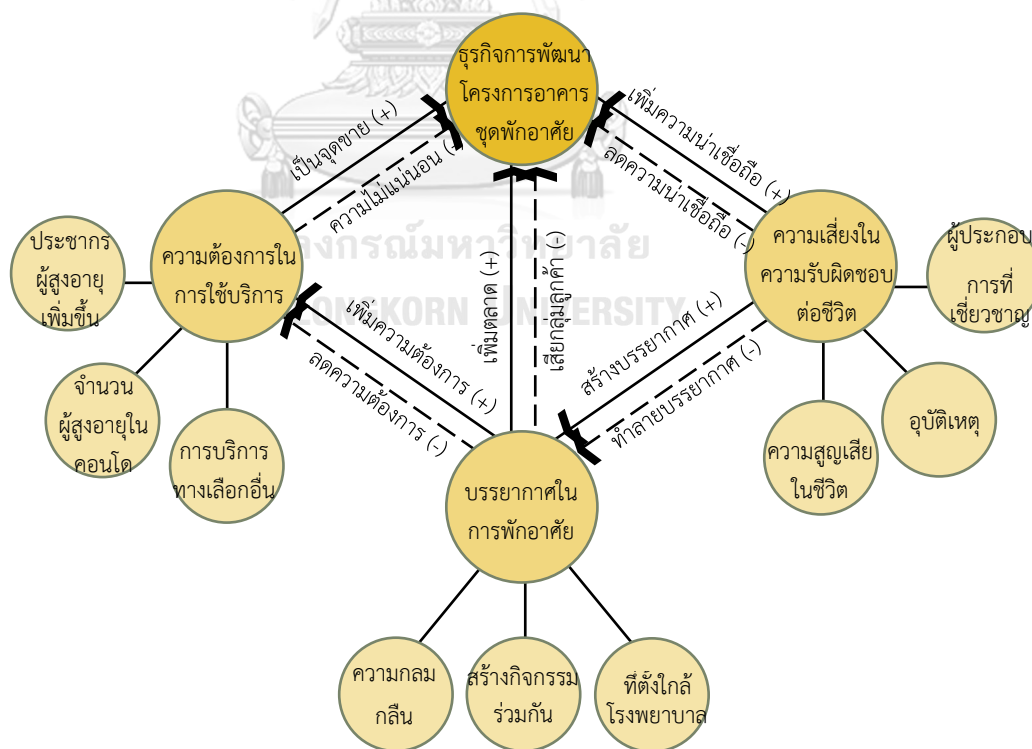 ธุรกิจการพัฒนา
โครงการอาคาร
ชุดพักอาศัย
เป็นจุดขาย (+)
ความไม่แน่นอน (-
เพิ่มความน่าเชื่อถือ (+)
ลดความน่าเชื่อถือ (-)
ความต้องการใน
การใช้บริการ
ประชากร
ผู้สูงอายุ
เพิ่มขึ้น
จำนวน
ผู้สูงอายุใน
คอนโด
การบริการ
ทางเลือกอื่น
เพิ่มความต้องการ (+)
ลดความต้องการ (-)
เพิ่มตลาด (+)
เสียกลุ่มลูกค้า (-)
ความเสี่ยงใน
ความรับผิดชอบ
ต่อชีวิต
ผู้ประกอบ
การที่
เชี่ยวชาญ
สร้างบรรยากาศ (+)
ทำลายบรรยากาศ (-)
อุบัติเหตุ
ความสูญเสีย
ในชีวิต
บรรยากาศใน
การพักอาศัย
ความกลม
กลืน
สร้างกิจกรรม
ร่วมกัน
ที่ตั้งใกล้
โรงพยาบาล